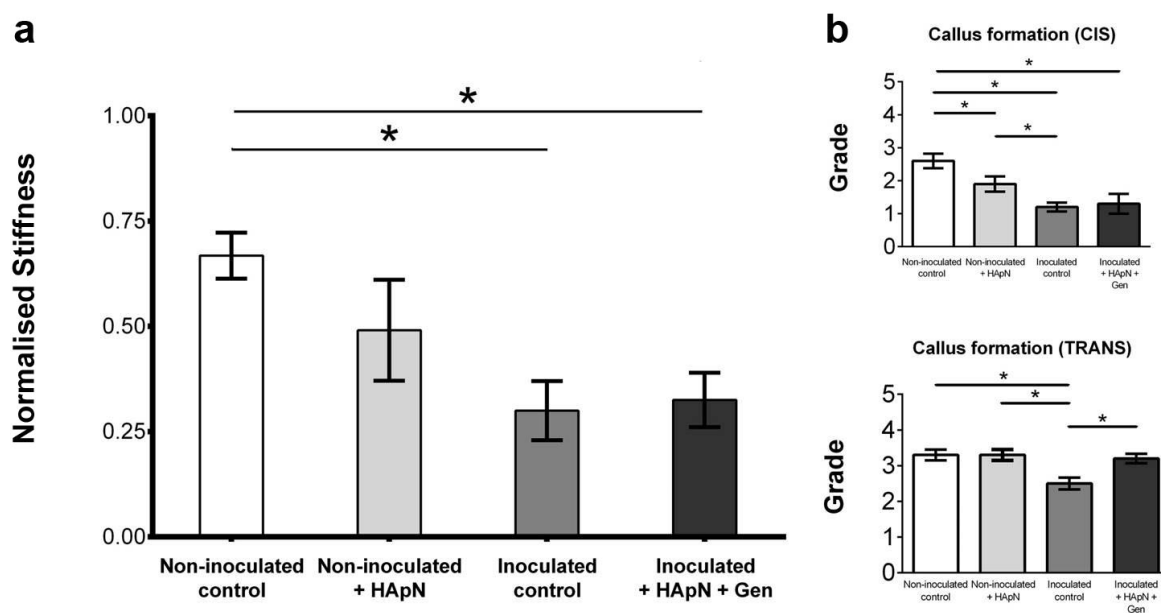 a
Normalised Stiffness
1.00
0.75
0.50
0.25
0.00
*
*
Non-inoculated
control
Non-inoculated
+ HApN
Inoculated
control
Inoculated
+ HApN + Gen
b
Callus formation (CIS)
Grade
5
4
3
2
1
0
*
*
*
*
Non-inoculated
control
Non-inoculated
+ HApN
Inoculated
control
Inoculated
+ HApN +
Gen
Callus formation (TRANS)
Grade
5
4
3
2
1
0
*
*
*
Non-inoculated
control
Non-inoculated
+ HApN
Inoculated
control
Inoculated
+ HApN +
Gen